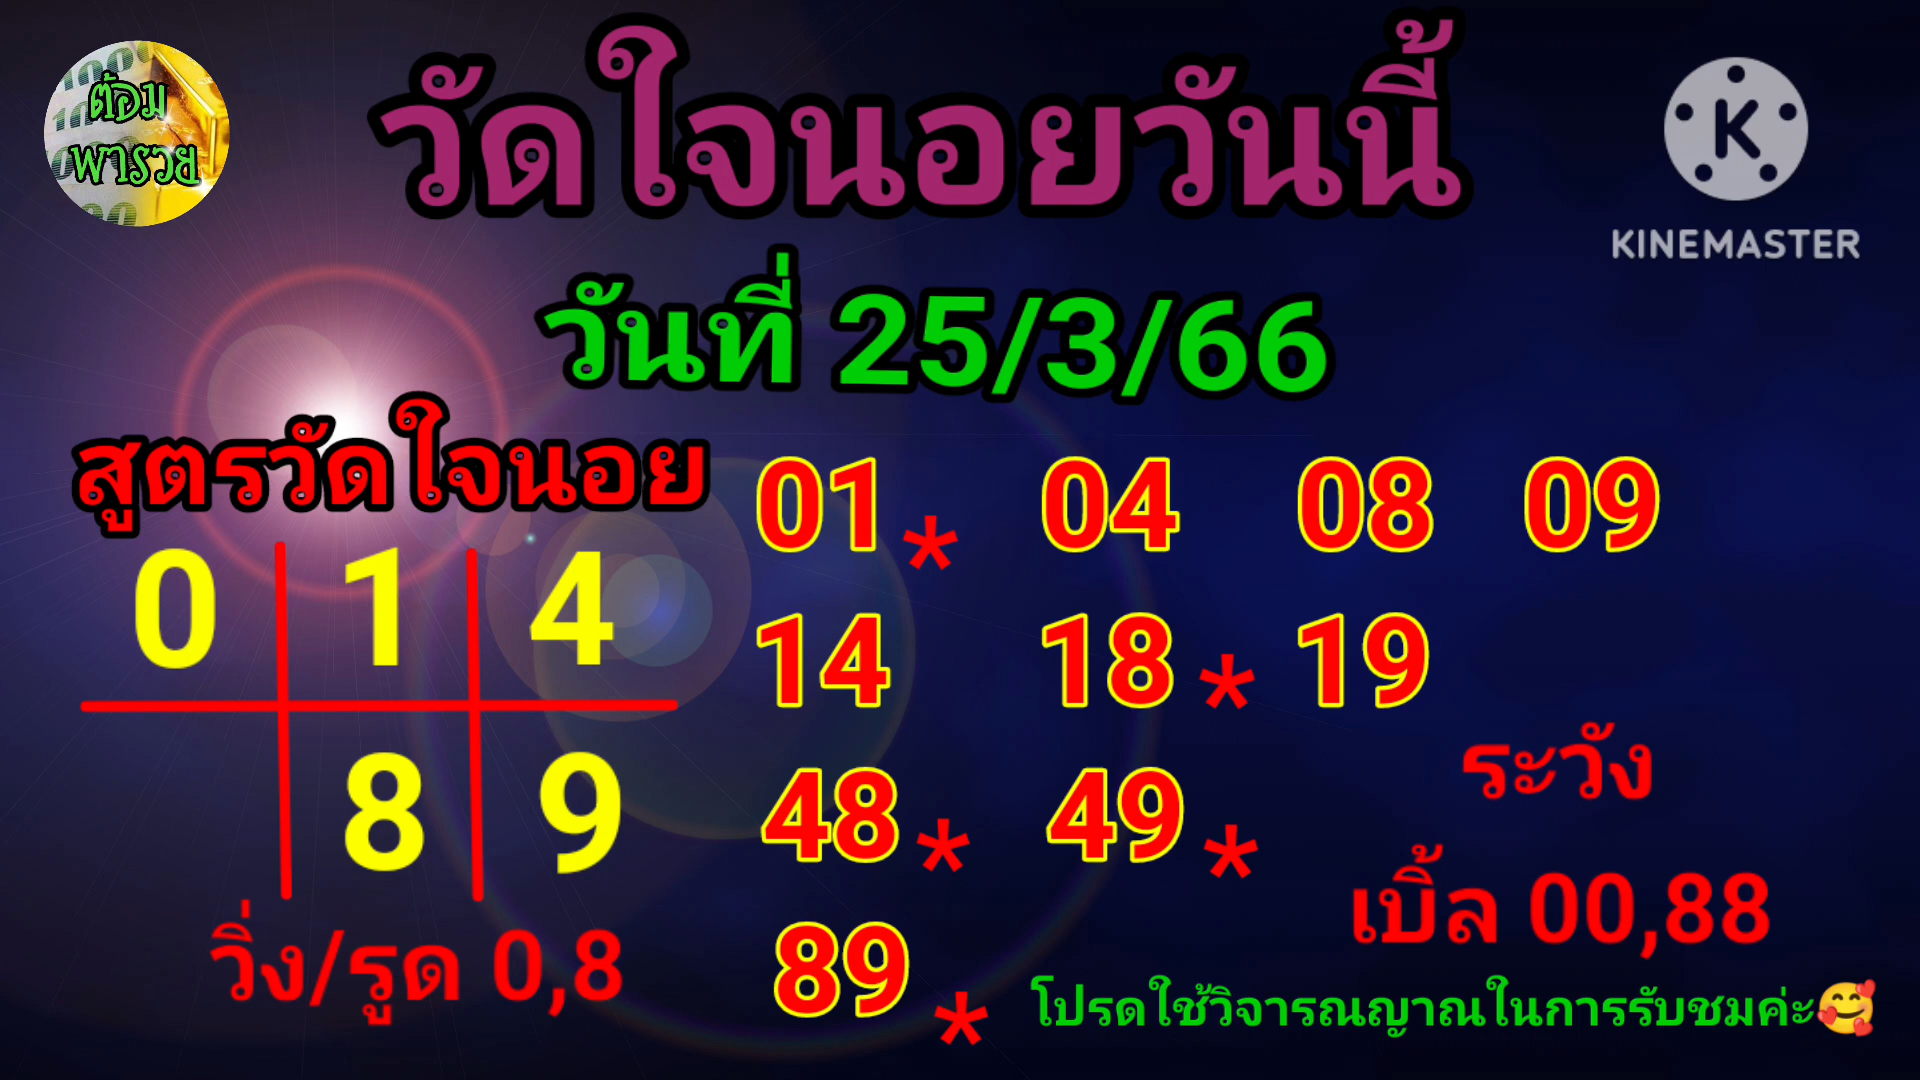 ต้อม
พารวย
วัดใจนอยวันนี้
KINEMASTER
วันที่ 25/3/66
สูตรวัดใจนอย
0 1 4
8 9
วิ่ง/รูด 0,8
01* 04 08 09
14 18* 19
48* 49*
89*
ระวัง
เบิ้ล 00,88
โปรดใช้วิจารณญาณในการรับชมค่ะ🥰